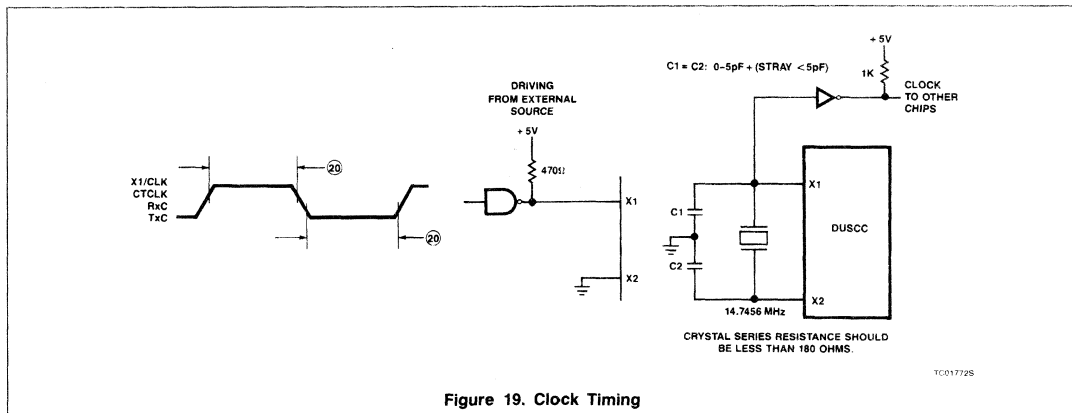 X1/CLK
CTCLK
RxC
TxC
20
20
DRIVING
FROM EXTERNAL
SOURCE
+ 5V
470Ω
X1
X2
C1 = C2: 0–5pF + (STRAY < 5pF)
+ 5V
1K
CLOCK
TO OTHER
CHIPS
C1
C2
14.7456 MHz
X1
DUSCC
X2
CRYSTAL SERIES RESISTANCE SHOULD
BE LESS THAN 180 OHMS.
TC01772S
Figure 19. Clock Timing